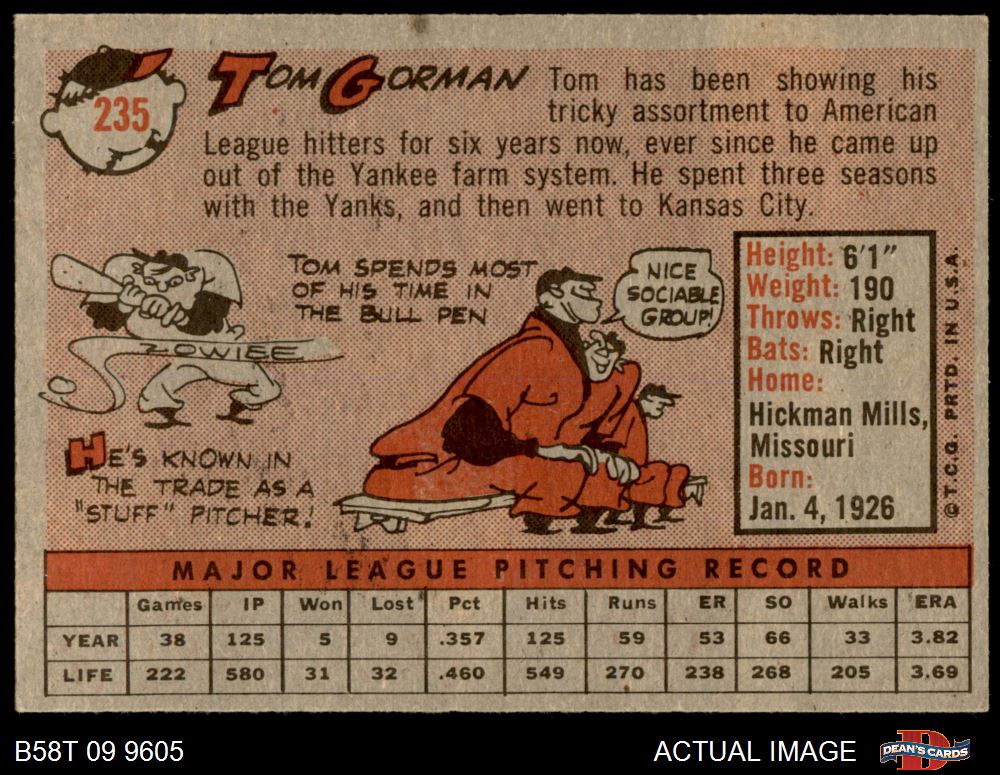 235
TOM GORMAN
Tom has been showing his
tricky assortment to American
League hitters for six years now, ever since he came up
out of the Yankee farm system. He spent three seasons
with the Yanks, and then went to Kansas City.
ZOWIEE
HE'S KNOWN IN
THE TRADE AS A
"STUFF" PITCHER!
TOM SPENDS MOST
OF HIS TIME IN
THE BULL PEN
NICE
SOCIABLE
GROUP!
Height: 6'1"
Weight: 190
Throws: Right
Bats: Right
Home:
Hickman Mills,
Missouri
Born:
Jan. 4, 1926
© T.C.G. PRTD. IN U.S.A.
MAJOR LEAGUE PITCHING RECORD
Games IP Won Lost Pct Hits Runs ER SO Walks ERA
YEAR 38 125 5 9 .357 125 59 53 66 33 3.82
LIFE 222 580 31 32 .460 549 270 238 268 205 3.69
B58T 09 9605
ACTUAL IMAGE
D
DEAN'S CARDS